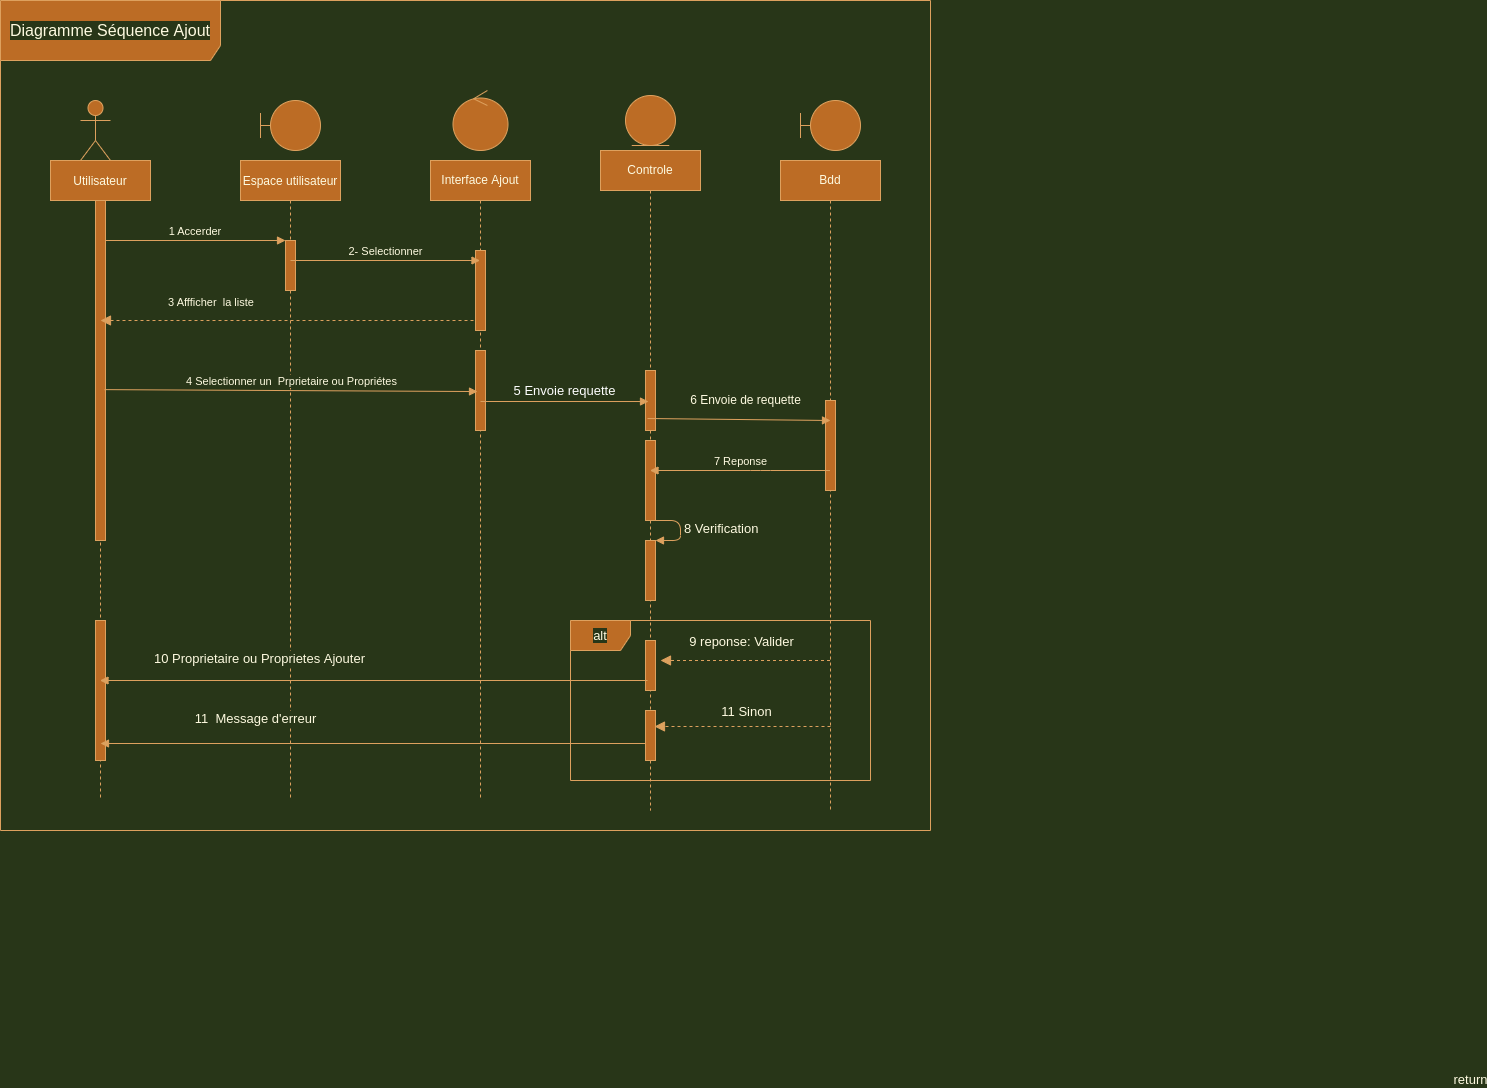 Diagramme Séquence Ajout
Utilisateur
Espace utilisateur
Interface Ajout
Controle
Bdd
1 Accerder
2- Selectionner
3 Affficher  la liste
4 Selectionner un  Prprietaire ou Propriétes
5 Envoie requette
6 Envoie de requette
7 Reponse
8 Verification
alt
9 reponse: Valider
10 Proprietaire ou Proprietes Ajouter
11 Sinon
11  Message d'erreur
return